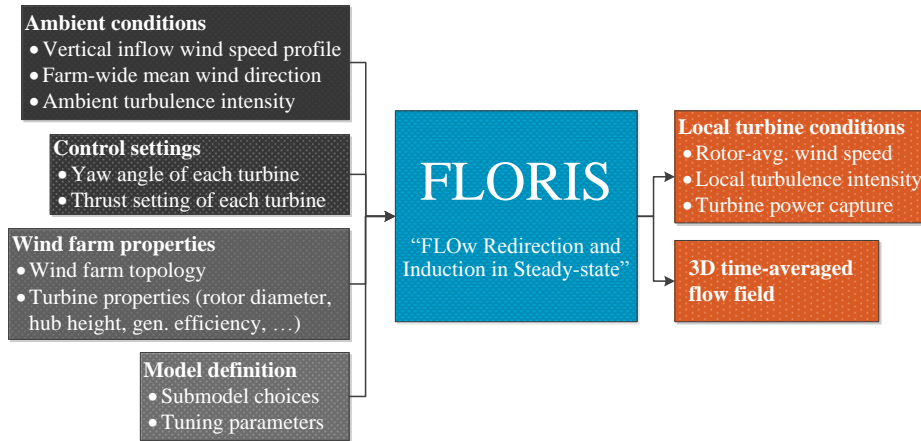 Ambient conditions
• Vertical inflow wind speed profile
• Farm-wide mean wind direction
• Ambient turbulence intensity
Control settings
• Yaw angle of each turbine
• Thrust setting of each turbine
Wind farm properties
• Wind farm topology
• Turbine properties (rotor diameter,
hub height, gen. efficiency, …)
Model definition
• Submodel choices
• Tuning parameters
FLORIS
“FLOw Redirection and
Induction in Steady-state”
Local turbine conditions
• Rotor-avg. wind speed
• Local turbulence intensity
• Turbine power capture
3D time-averaged
flow field